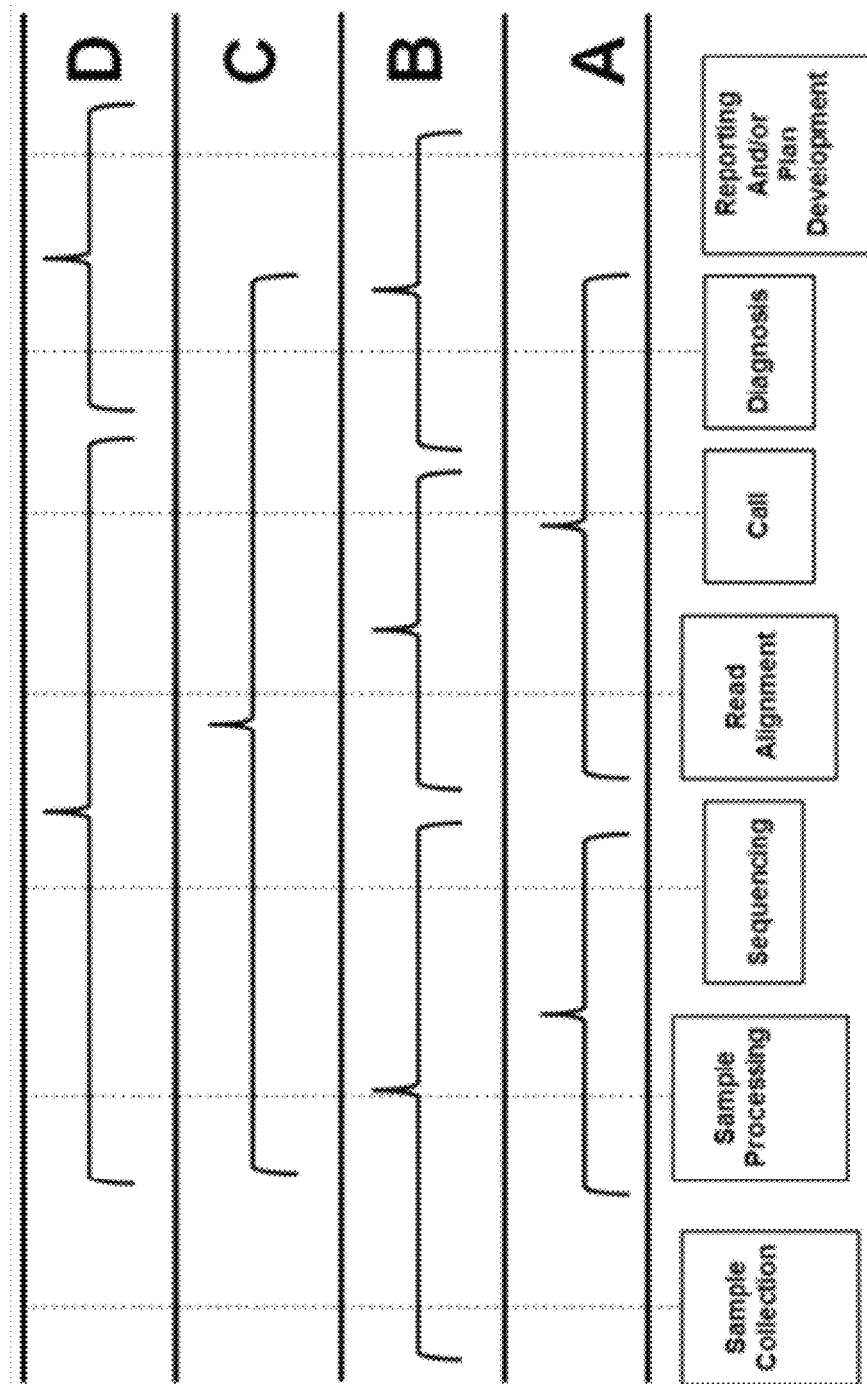 D
C
B
A
Sample
Collection
Sample
Processing
Sequencing
Read
Alignment
Call
Diagnosis
Reporting
And/or
Plan
Development